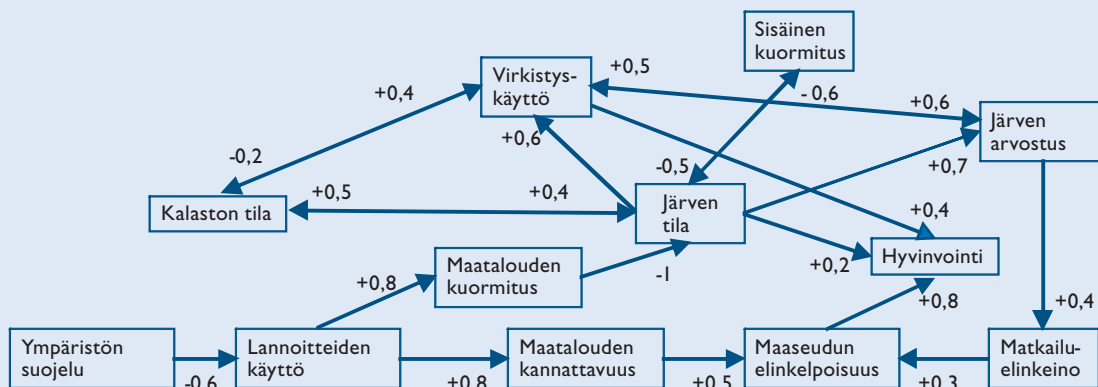 Sisäinen
kuormitus
Virkistys-
käyttö
+0,5
- 0,6
+0,6
+0,4
+0,6
Järven
arvostus
-0,2
-0,5
+0,7
Kalaston tila
+0,5
+0,4
Järven
tila
+0,4
Hyvinvointi
+0,2
Maatalouden
kuormitus
+0,8
-1
+0,8
+0,4
Ympäristön
suojelu
-0,6
Lannoitteiden
käyttö
+0,8
Maatalouden
kannattavuus
+0,5
Maaseudun
elinkelpoisuus
+0,3
Matkailu-
elinkeino